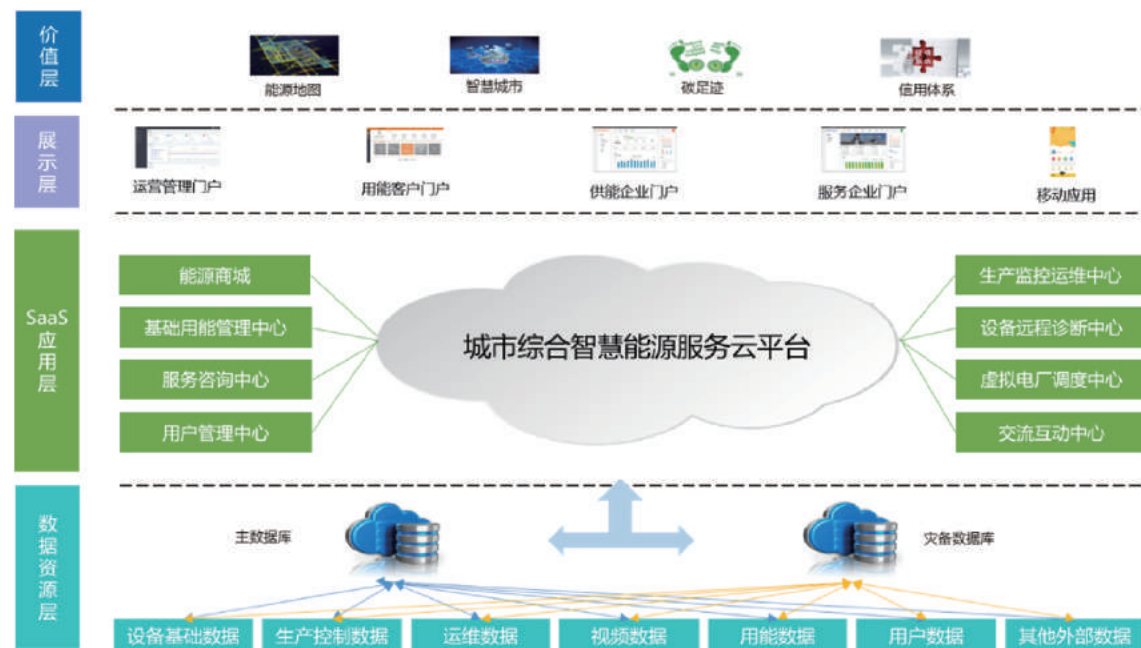 价值层
能源地图
智慧城市
碳足迹
信用体系
展示层
运营管理门户
用能客户门户
供能企业门户
服务企业门户
移动应用
SaaS
应用层
能源商城
基础用能管理中心
服务咨询中心
用户管理中心
城市综合智慧能源服务云平台
生产监控运维中心
设备远程诊断中心
虚拟电厂调度中心
交流互动中心
数据资源层
主数据库
灾备数据库
设备基础数据
生产控制数据
运维数据
视频数据
用能数据
用户数据
其他外部数据